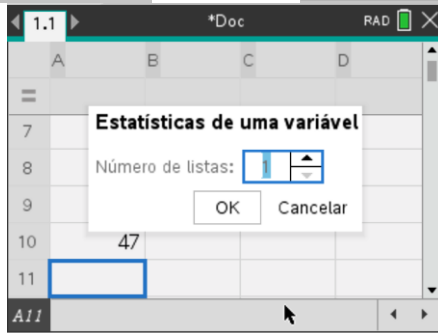 1.1 *Doc RAD
A B C D
=
7
8
9
10 47
11
Estatísticas de uma variável
Número de listas: 1
OK Cancelar
A11